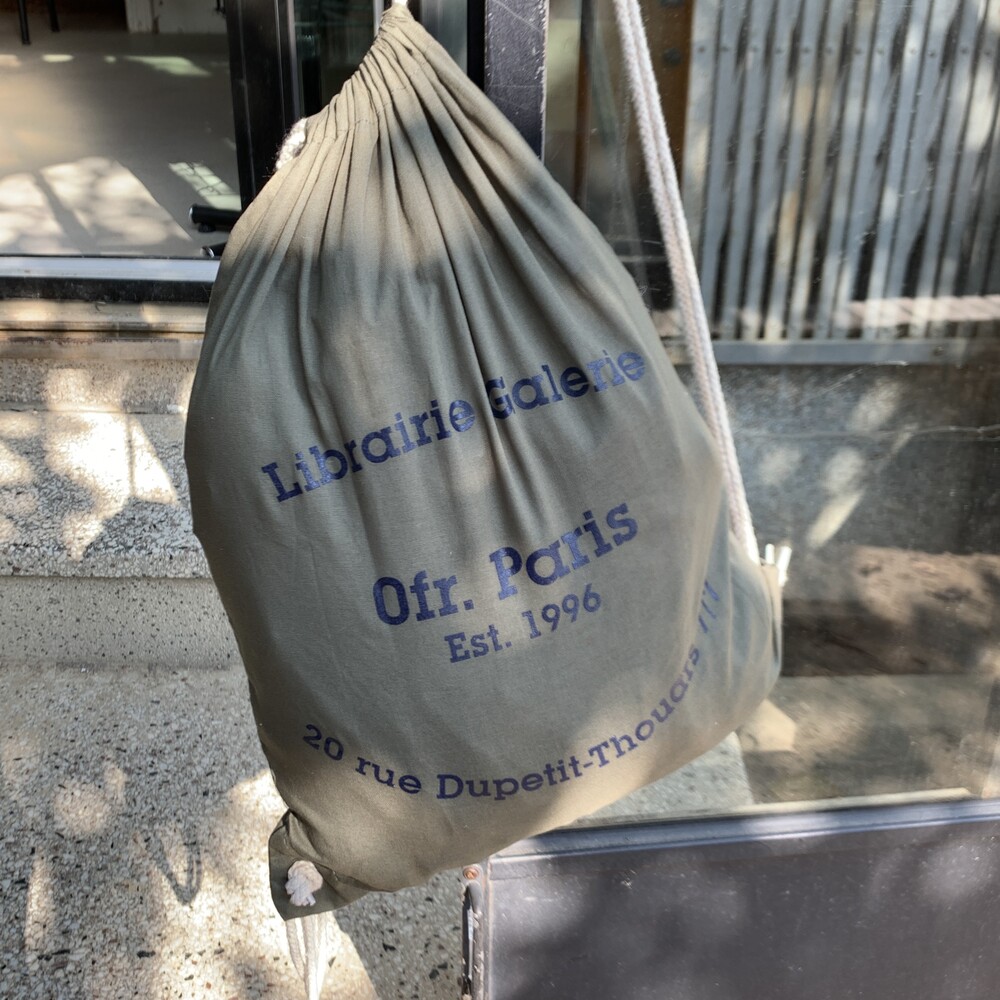 Librairie Galerie
Ofr. Paris
Est. 1996
20 rue Dupetit-Thouars ///